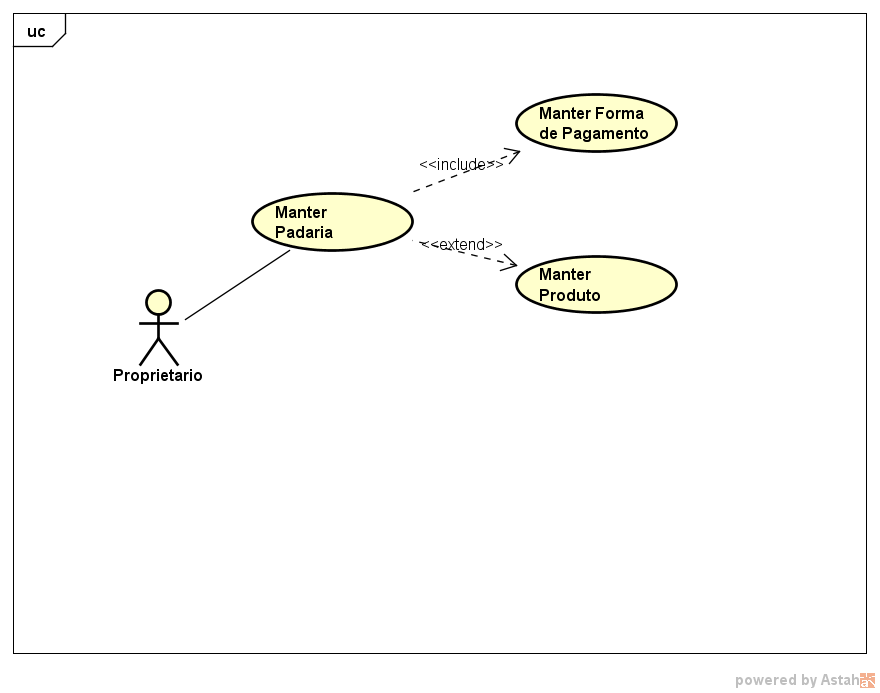 uc
Manter Forma
de Pagamento
<<include>>
Manter
Padaria
<<extend>>
Manter
Produto
Proprietario
powered by Astah